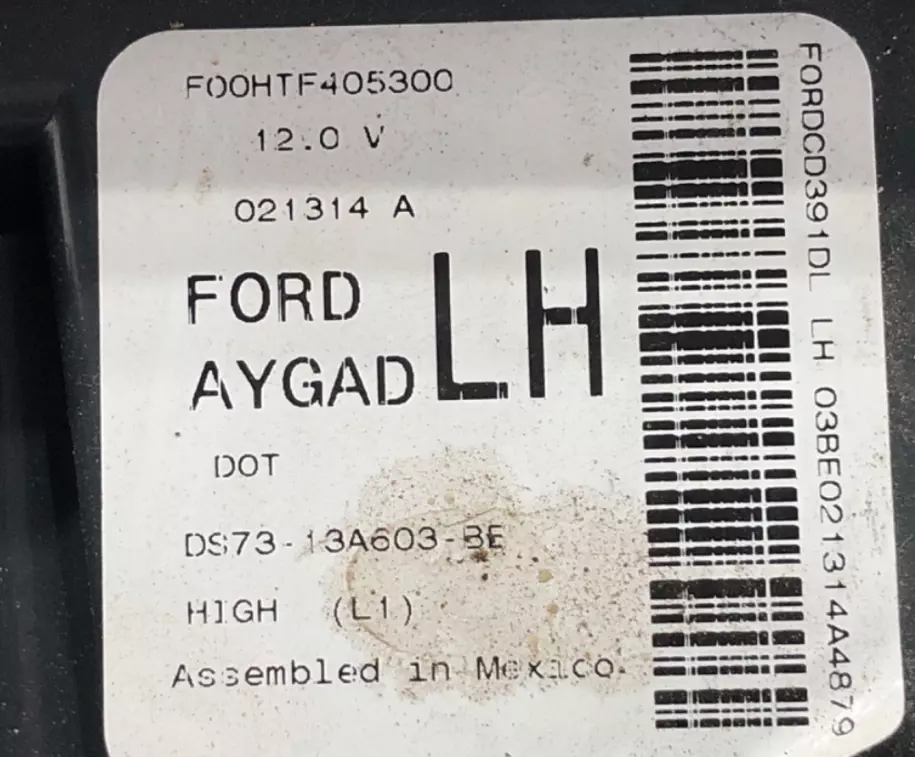 F00HTF405300
12.0 V
021314 A
FORD
AYGAD
LH
DOT
DS73-13A603-BE
HIGH (L1)
Assembled in Mexico.
FORDCD391DL LH 03BE021314A4879